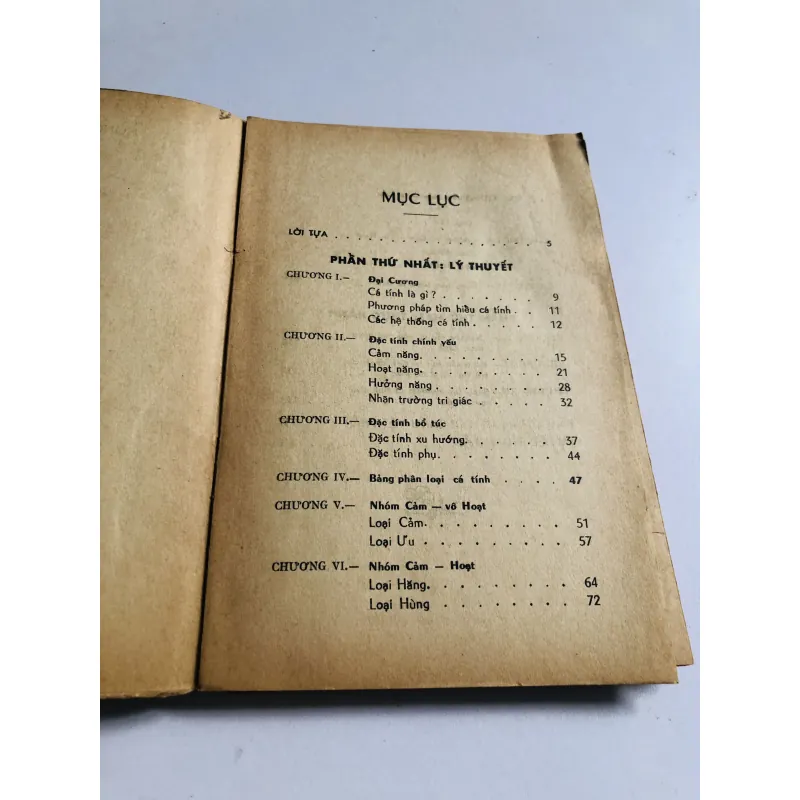 MỤC LỤC
LỜI TỰA . . . . . . . . . . . . . . . . . 5
PHẦN THỨ NHẤT: LÝ THUYẾT
CHƯƠNG I.— Đại Cương
Cá tính là gì ? . . . . . . . 9
Phương pháp tìm hiểu cá tính . . 11
Các hệ thống cá tính . . . . . 12
CHƯƠNG II.— Đặc tính chính yếu
Cảm năng. . . . . . . . . 15
Hoạt năng. . . . . . . . . 21
Hưởng năng . . . . . . . . 28
Nhãn trường tri giác . . . . . 32
CHƯƠNG III.— Đặc tính bổ túc
Đặc tính xu hướng. . . . . . 37
Đặc tính phụ. . . . . . . . 44
CHƯƠNG IV.— Bảng phân loại cá tính . . . . 47
CHƯƠNG V.— Nhóm Cảm — vô Hoạt
Loại Cảm. . . . . . . . . 51
Loại Ưu . . . . . . . . . 57
CHƯƠNG VI.— Nhóm Cảm — Hoạt
Loại Hăng. . . . . . . . . 64
Loại Hùng . . . . . . . . 72